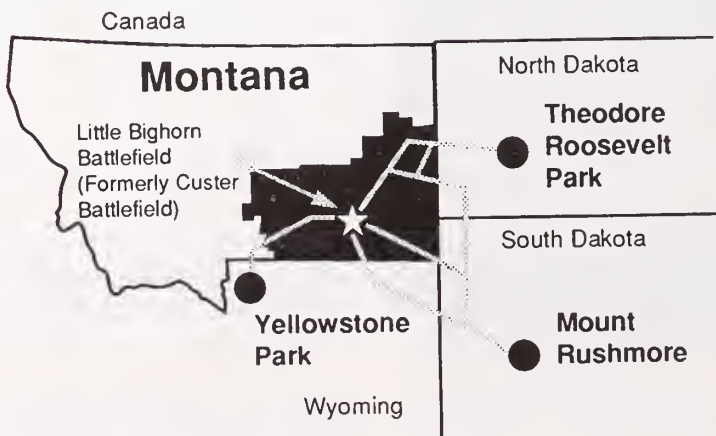 Canada
Montana
North Dakota
Theodore
Roosevelt
Park
Little Bighorn
Battlefield
(Formerly Custer
Battlefield)
South Dakota
Yellowstone
Park
Mount
Rushmore
Wyoming